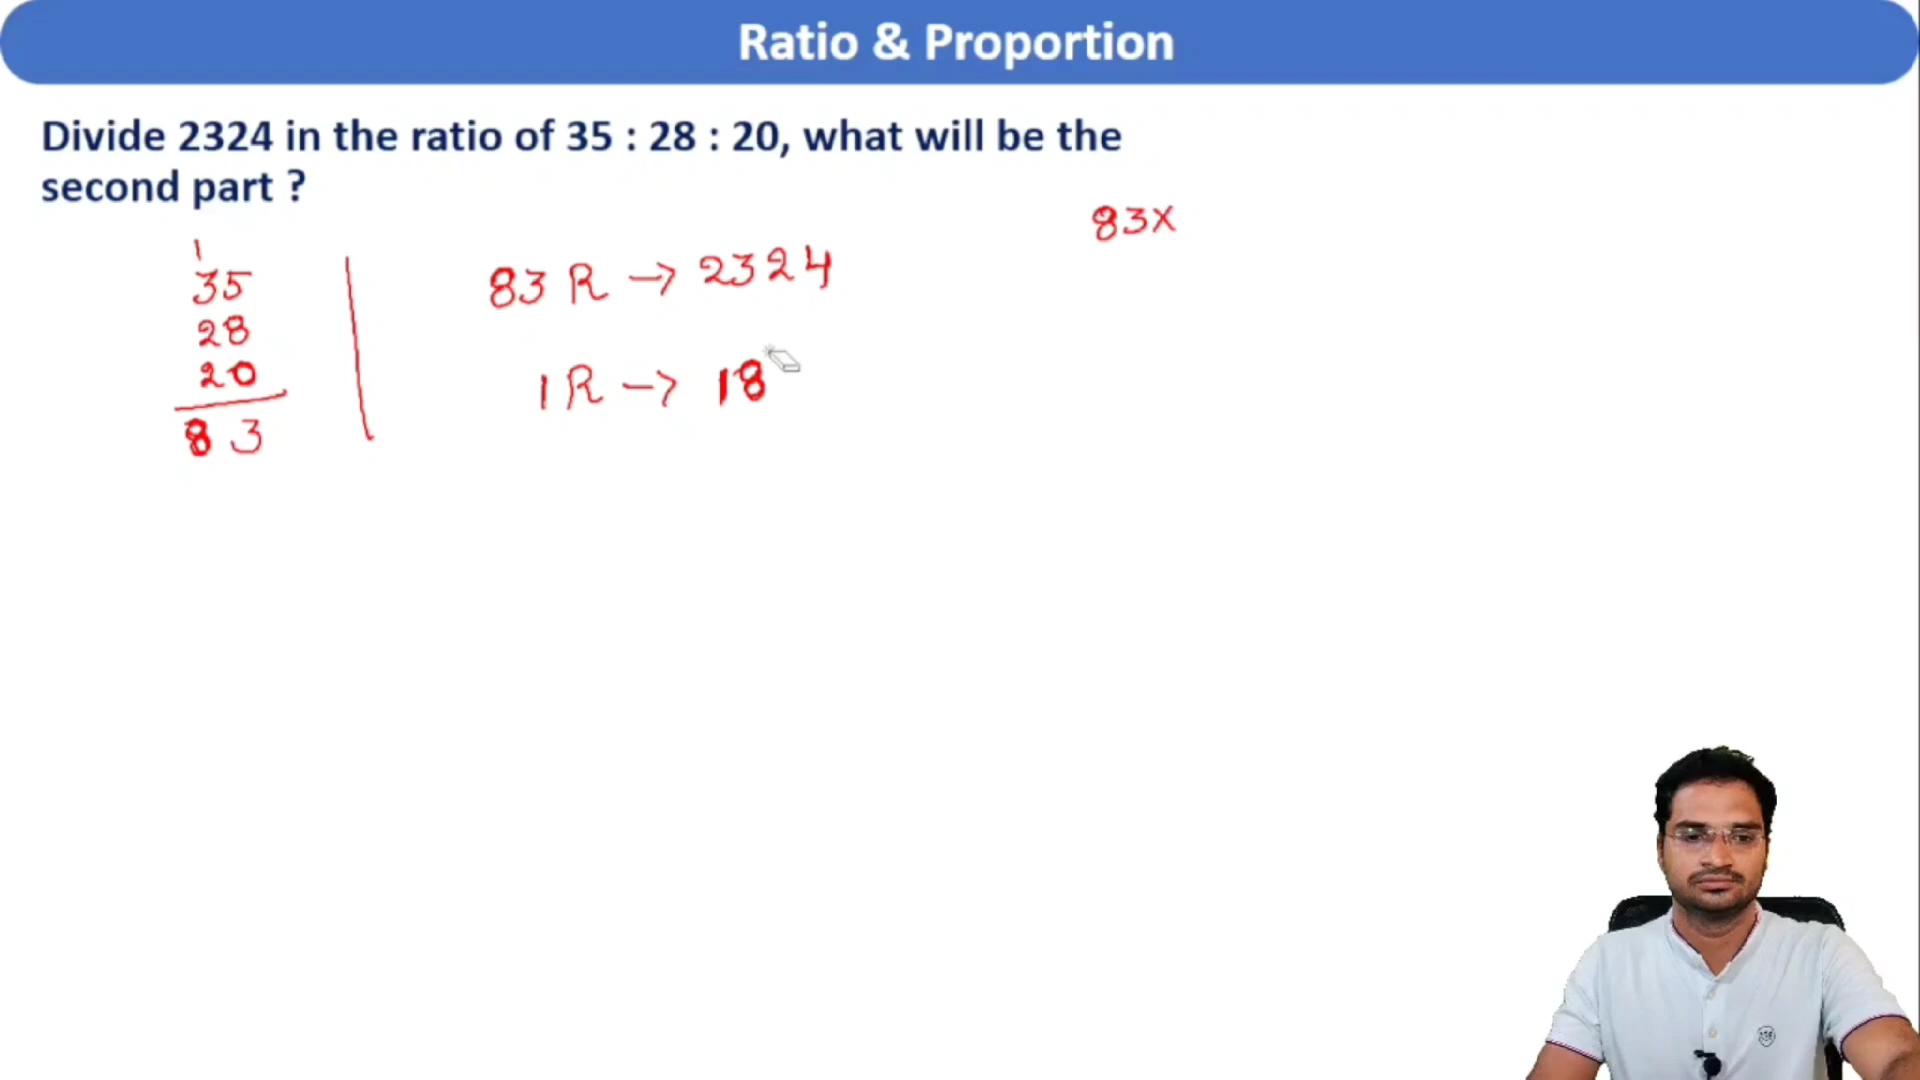 Ratio & Proportion
Divide 2324 in the ratio of 35 : 28 : 20, what will be the
second part ?
83x
1
35
28
20
83
83 R → 2324
1 R → 18